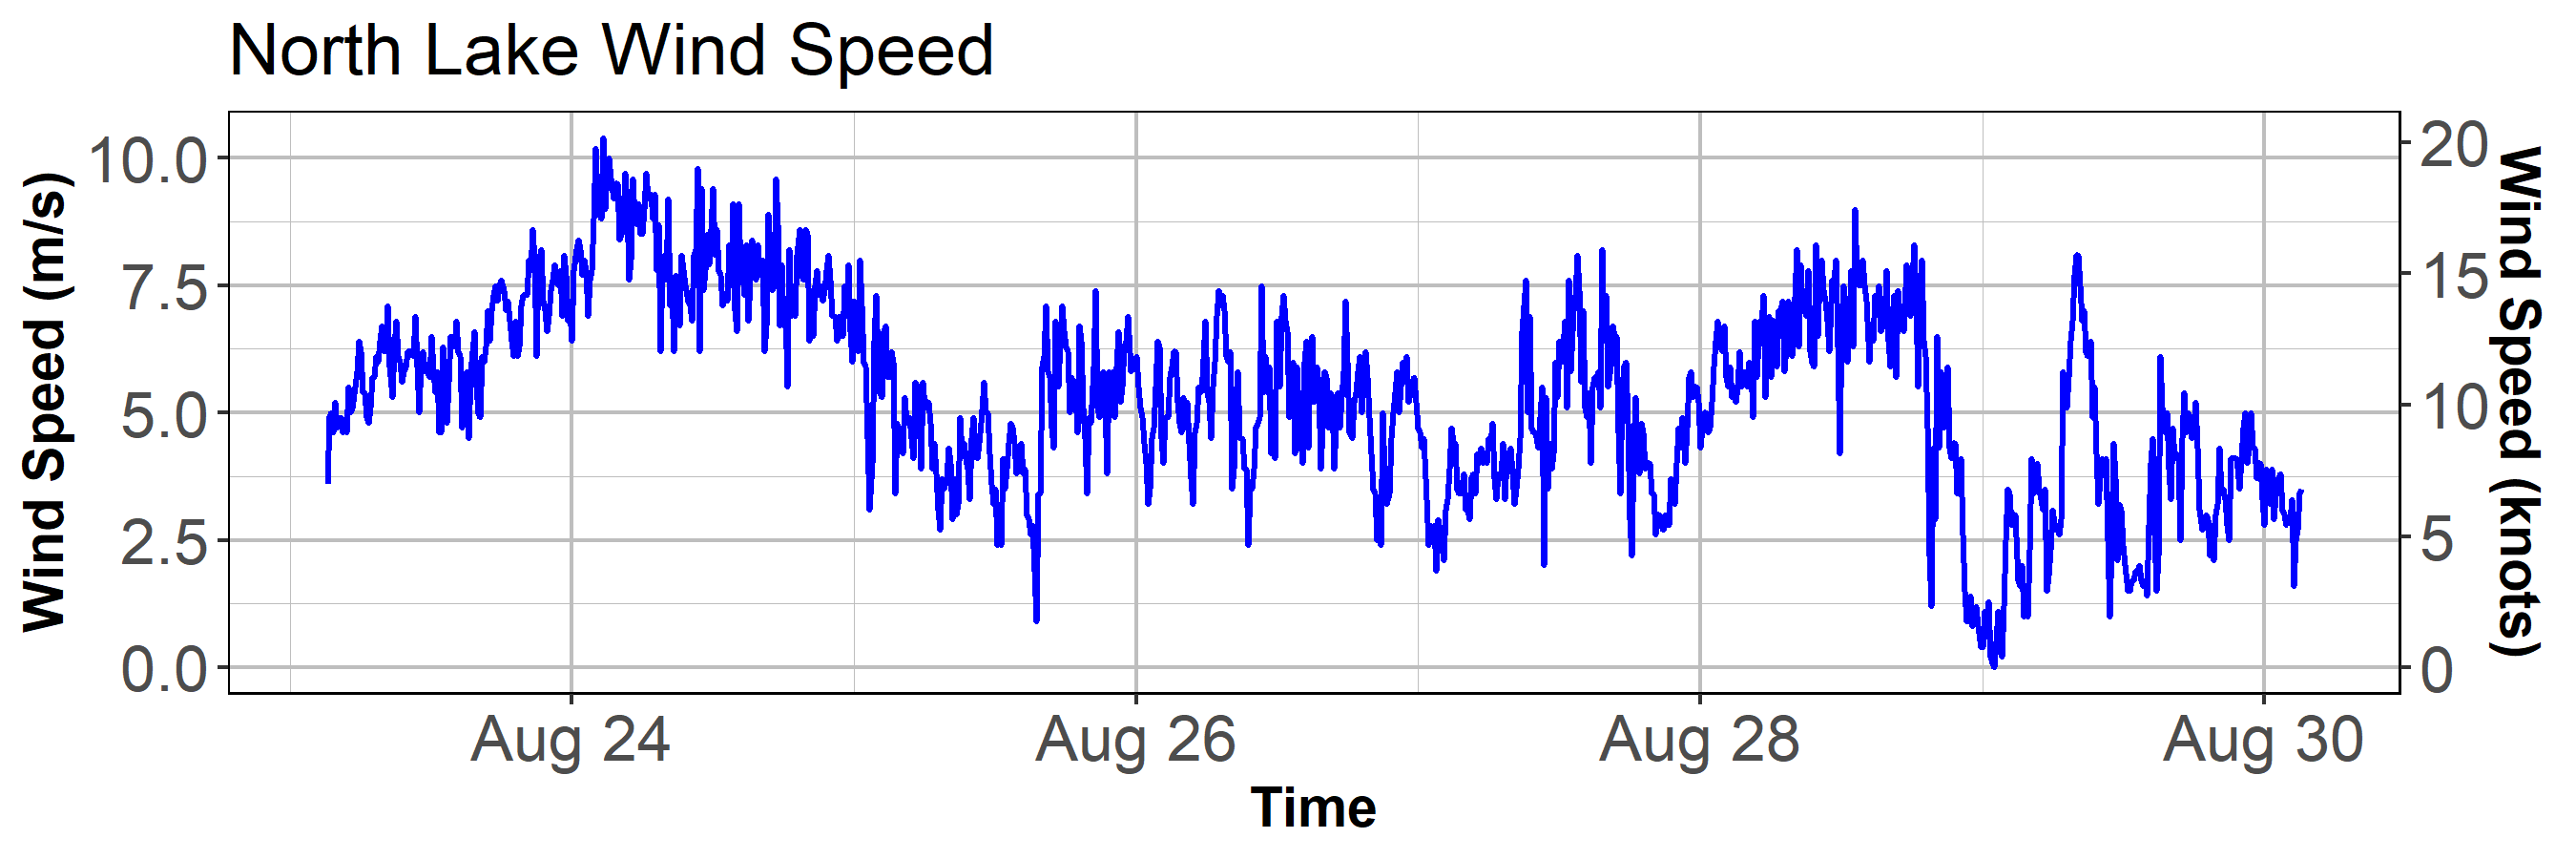 North Lake Wind Speed
Wind Speed (m/s)
10.0
7.5
5.0
2.5
0.0
20
15
10
5
0
Wind Speed (knots)
Aug 24
Aug 26
Aug 28
Aug 30
Time